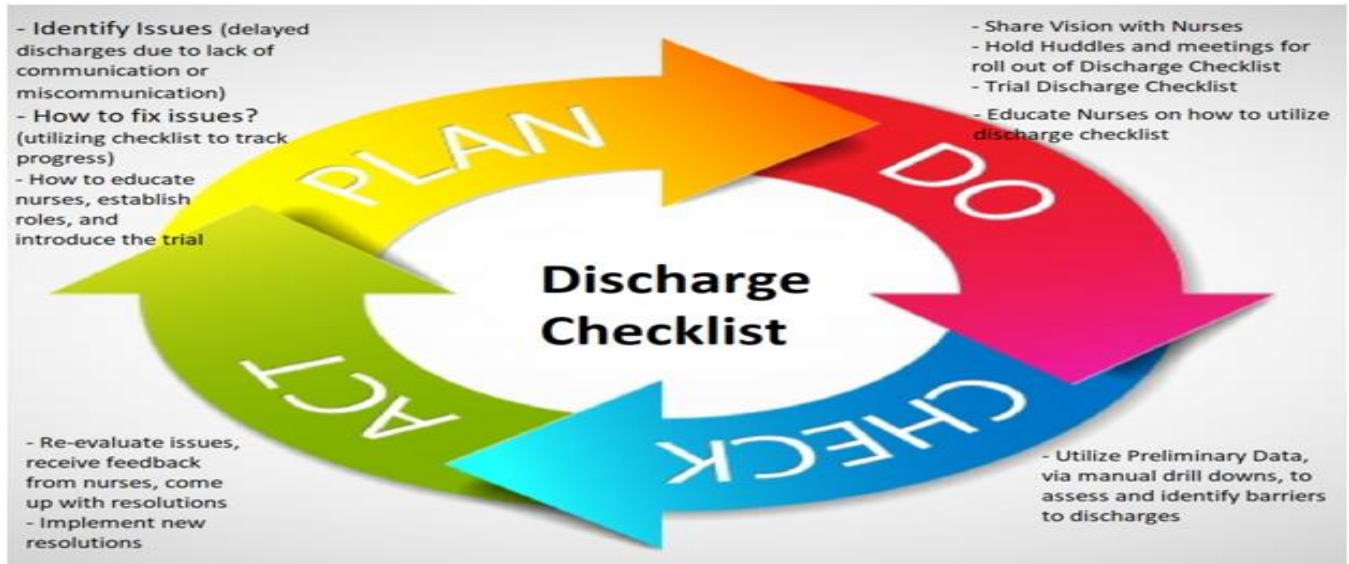 - Identify Issues (delayed
discharges due to lack of
communication or
miscommunication)
- How to fix issues?
(utilizing checklist to track
progress)
- How to educate
nurses, establish
roles, and
introduce the trial
PLAN
- Share Vision with Nurses
- Hold Huddles and meetings for
roll out of Discharge Checklist
- Trial Discharge Checklist
- Educate Nurses on how to utilize
discharge checklist
DO
Discharge
Checklist
CHECK
- Utilize Preliminary Data,
via manual drill downs, to
assess and identify barriers
to discharges
ACT
- Re-evaluate issues,
receive feedback
from nurses, come
up with resolutions
- Implement new
resolutions